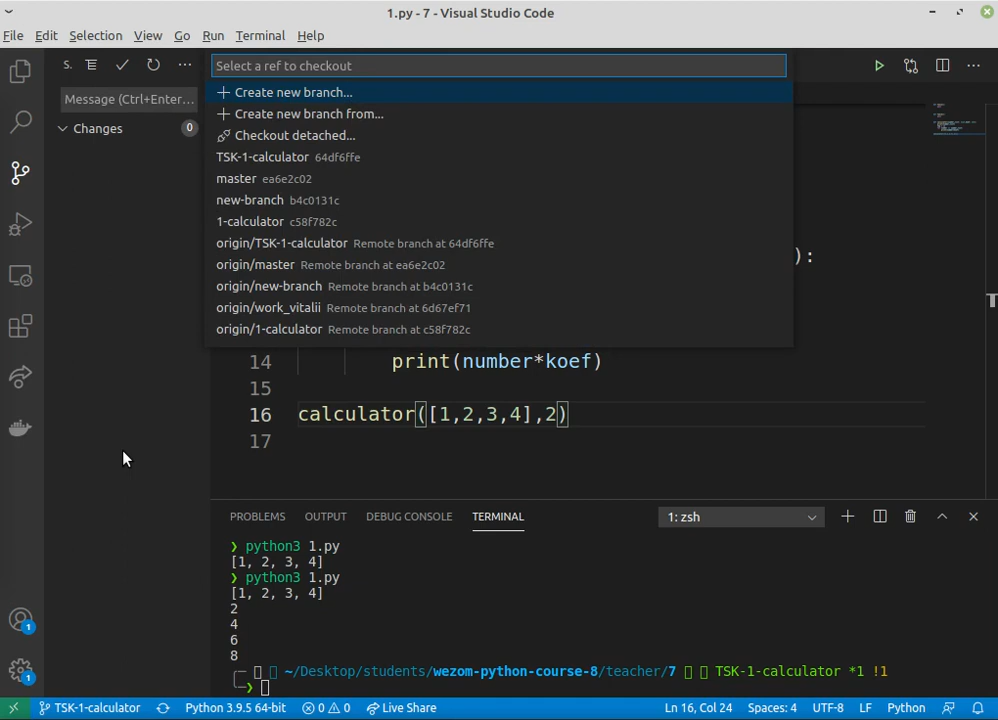 1.py - 7 - Visual Studio Code
File Edit Selection View Go Run Terminal Help
S.
Message (Ctrl+Enter...
Changes 0
Select a ref to checkout
Create new branch...
Create new branch from...
Checkout detached...
TSK-1-calculator 64df6ffe
master ea6e2c02
new-branch b4c0131c
1-calculator c58f782c
origin/TSK-1-calculator Remote branch at 64df6ffe
origin/master Remote branch at ea6e2c02
origin/new-branch Remote branch at b4c0131c
origin/work_vitalii Remote branch at 6d67ef71
origin/1-calculator Remote branch at c58f782c
):
14 print(number*koef)
15
16 calculator([1,2,3,4],2)
17
PROBLEMS OUTPUT DEBUG CONSOLE TERMINAL 1: zsh
❯ python3 1.py
[1, 2, 3, 4]
❯ python3 1.py
[1, 2, 3, 4]
2
4
6
8
~/Desktop/students/wezom-python-course-8/teacher/7 TSK-1-calculator *1 !1
1
1
TSK-1-calculator Python 3.9.5 64-bit 0 0 Live Share Ln 16, Col 24 Spaces: 4 UTF-8 LF Python